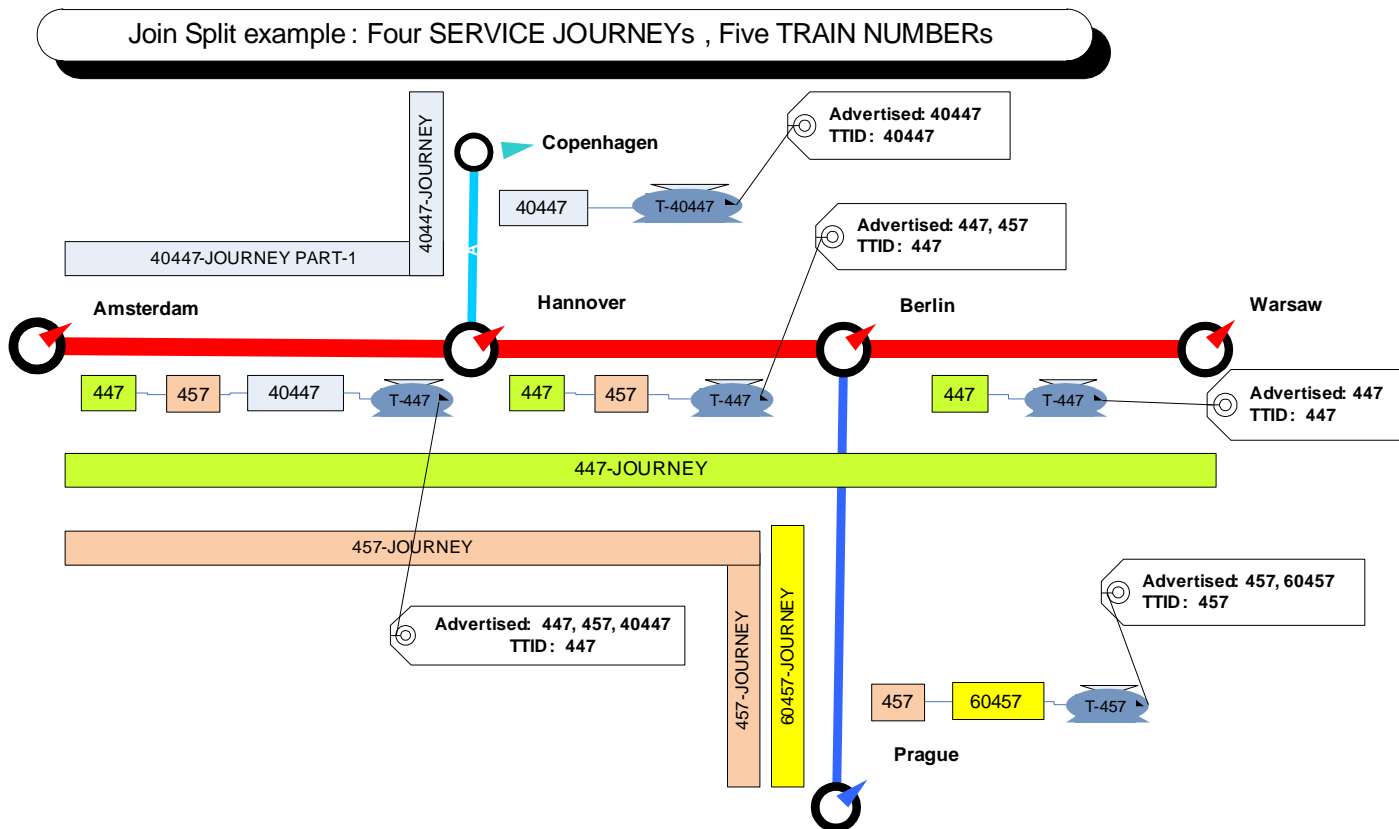 Join Split example : Four SERVICE JOURNEYs , Five TRAIN NUMBERs
Advertised: 40447
TTID: 40447
Copenhagen
40447-JOURNEY
40447
T-40447
Advertised: 447, 457
TTID: 447
40447-JOURNEY PART-1
A
Amsterdam
Hannover
Berlin
Warsaw
447
457
40447
T-447
447
457
T-447
447
T-447
Advertised: 447
TTID: 447
447-JOURNEY
457-JOURNEY
457-JOURNEY
60457-JOURNEY
Advertised: 457, 60457
TTID: 457
Advertised: 447, 457, 40447
TTID: 447
457
60457
T-457
Prague